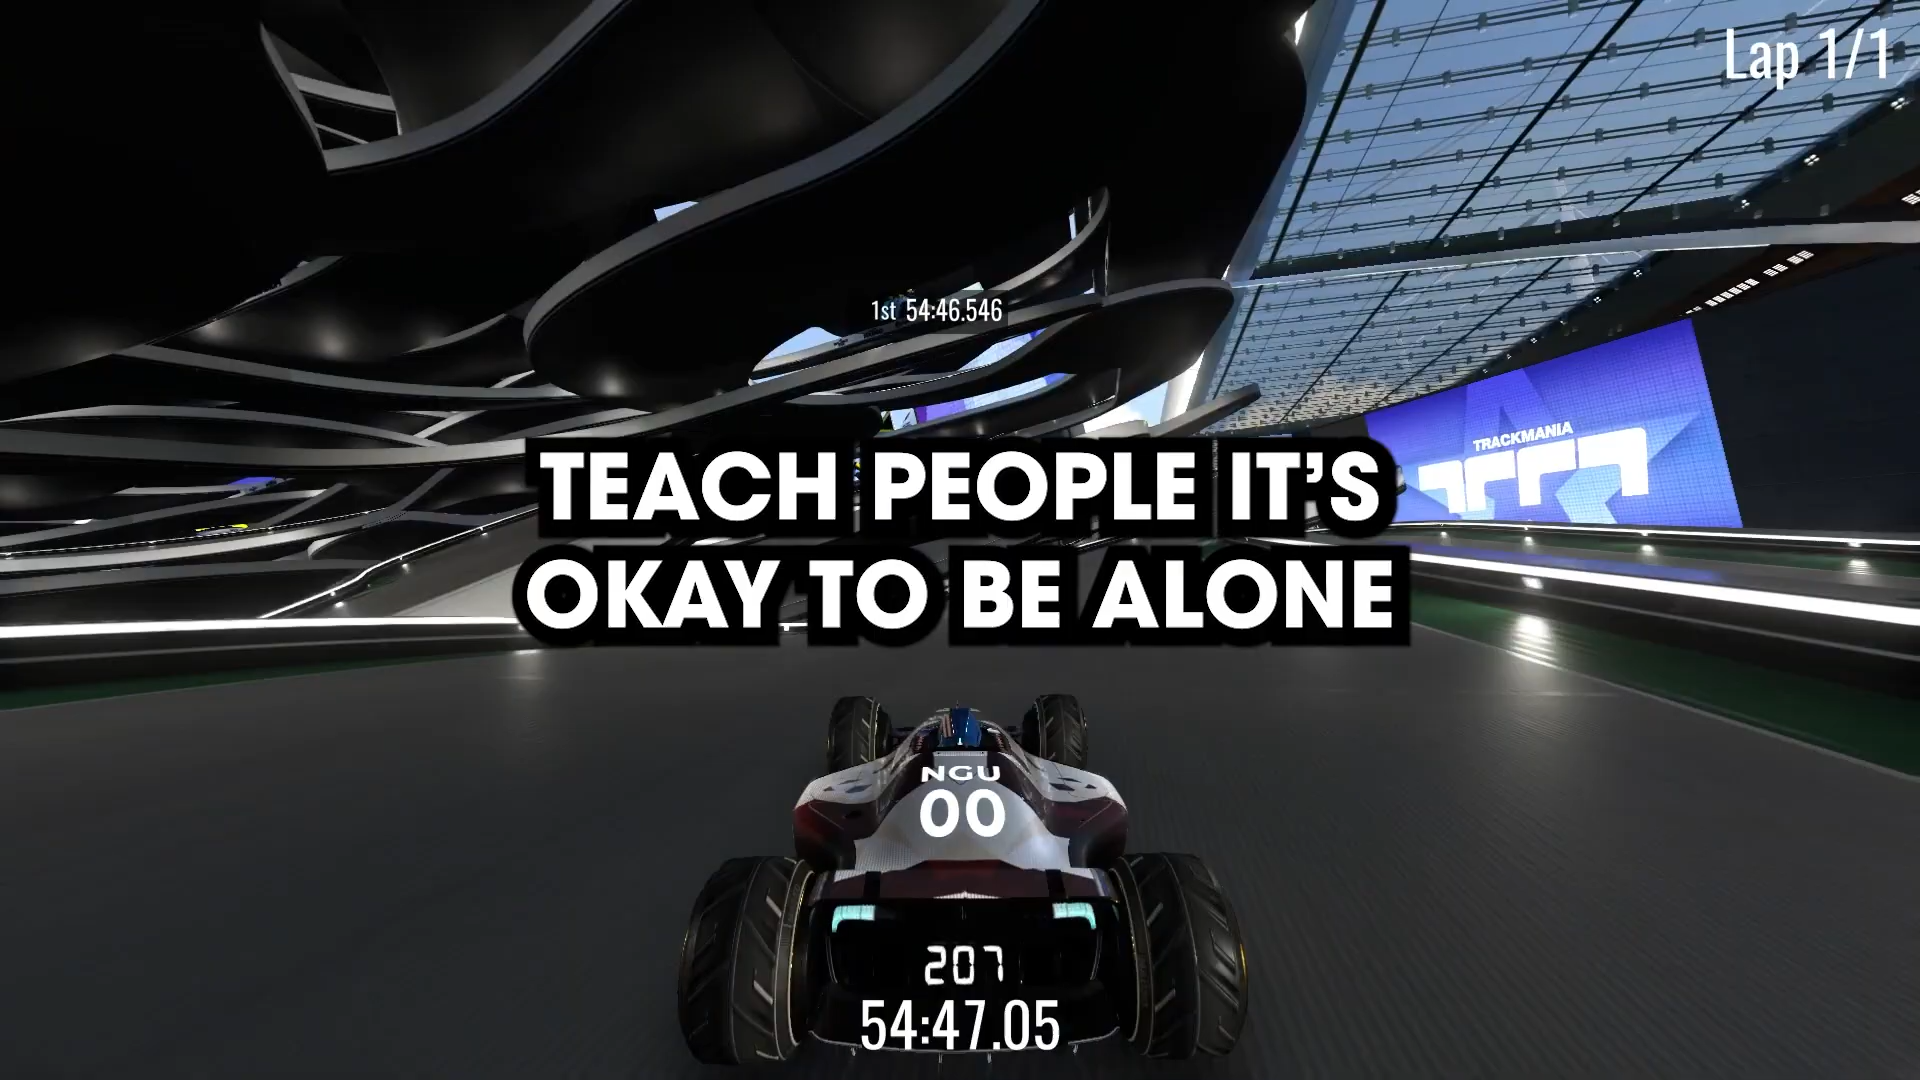 Lap 1/1
1st 54:46.546
TRACKMANIA
TEACH PEOPLE IT’S
OKAY TO BE ALONE
NGU
00
207
54:47.05